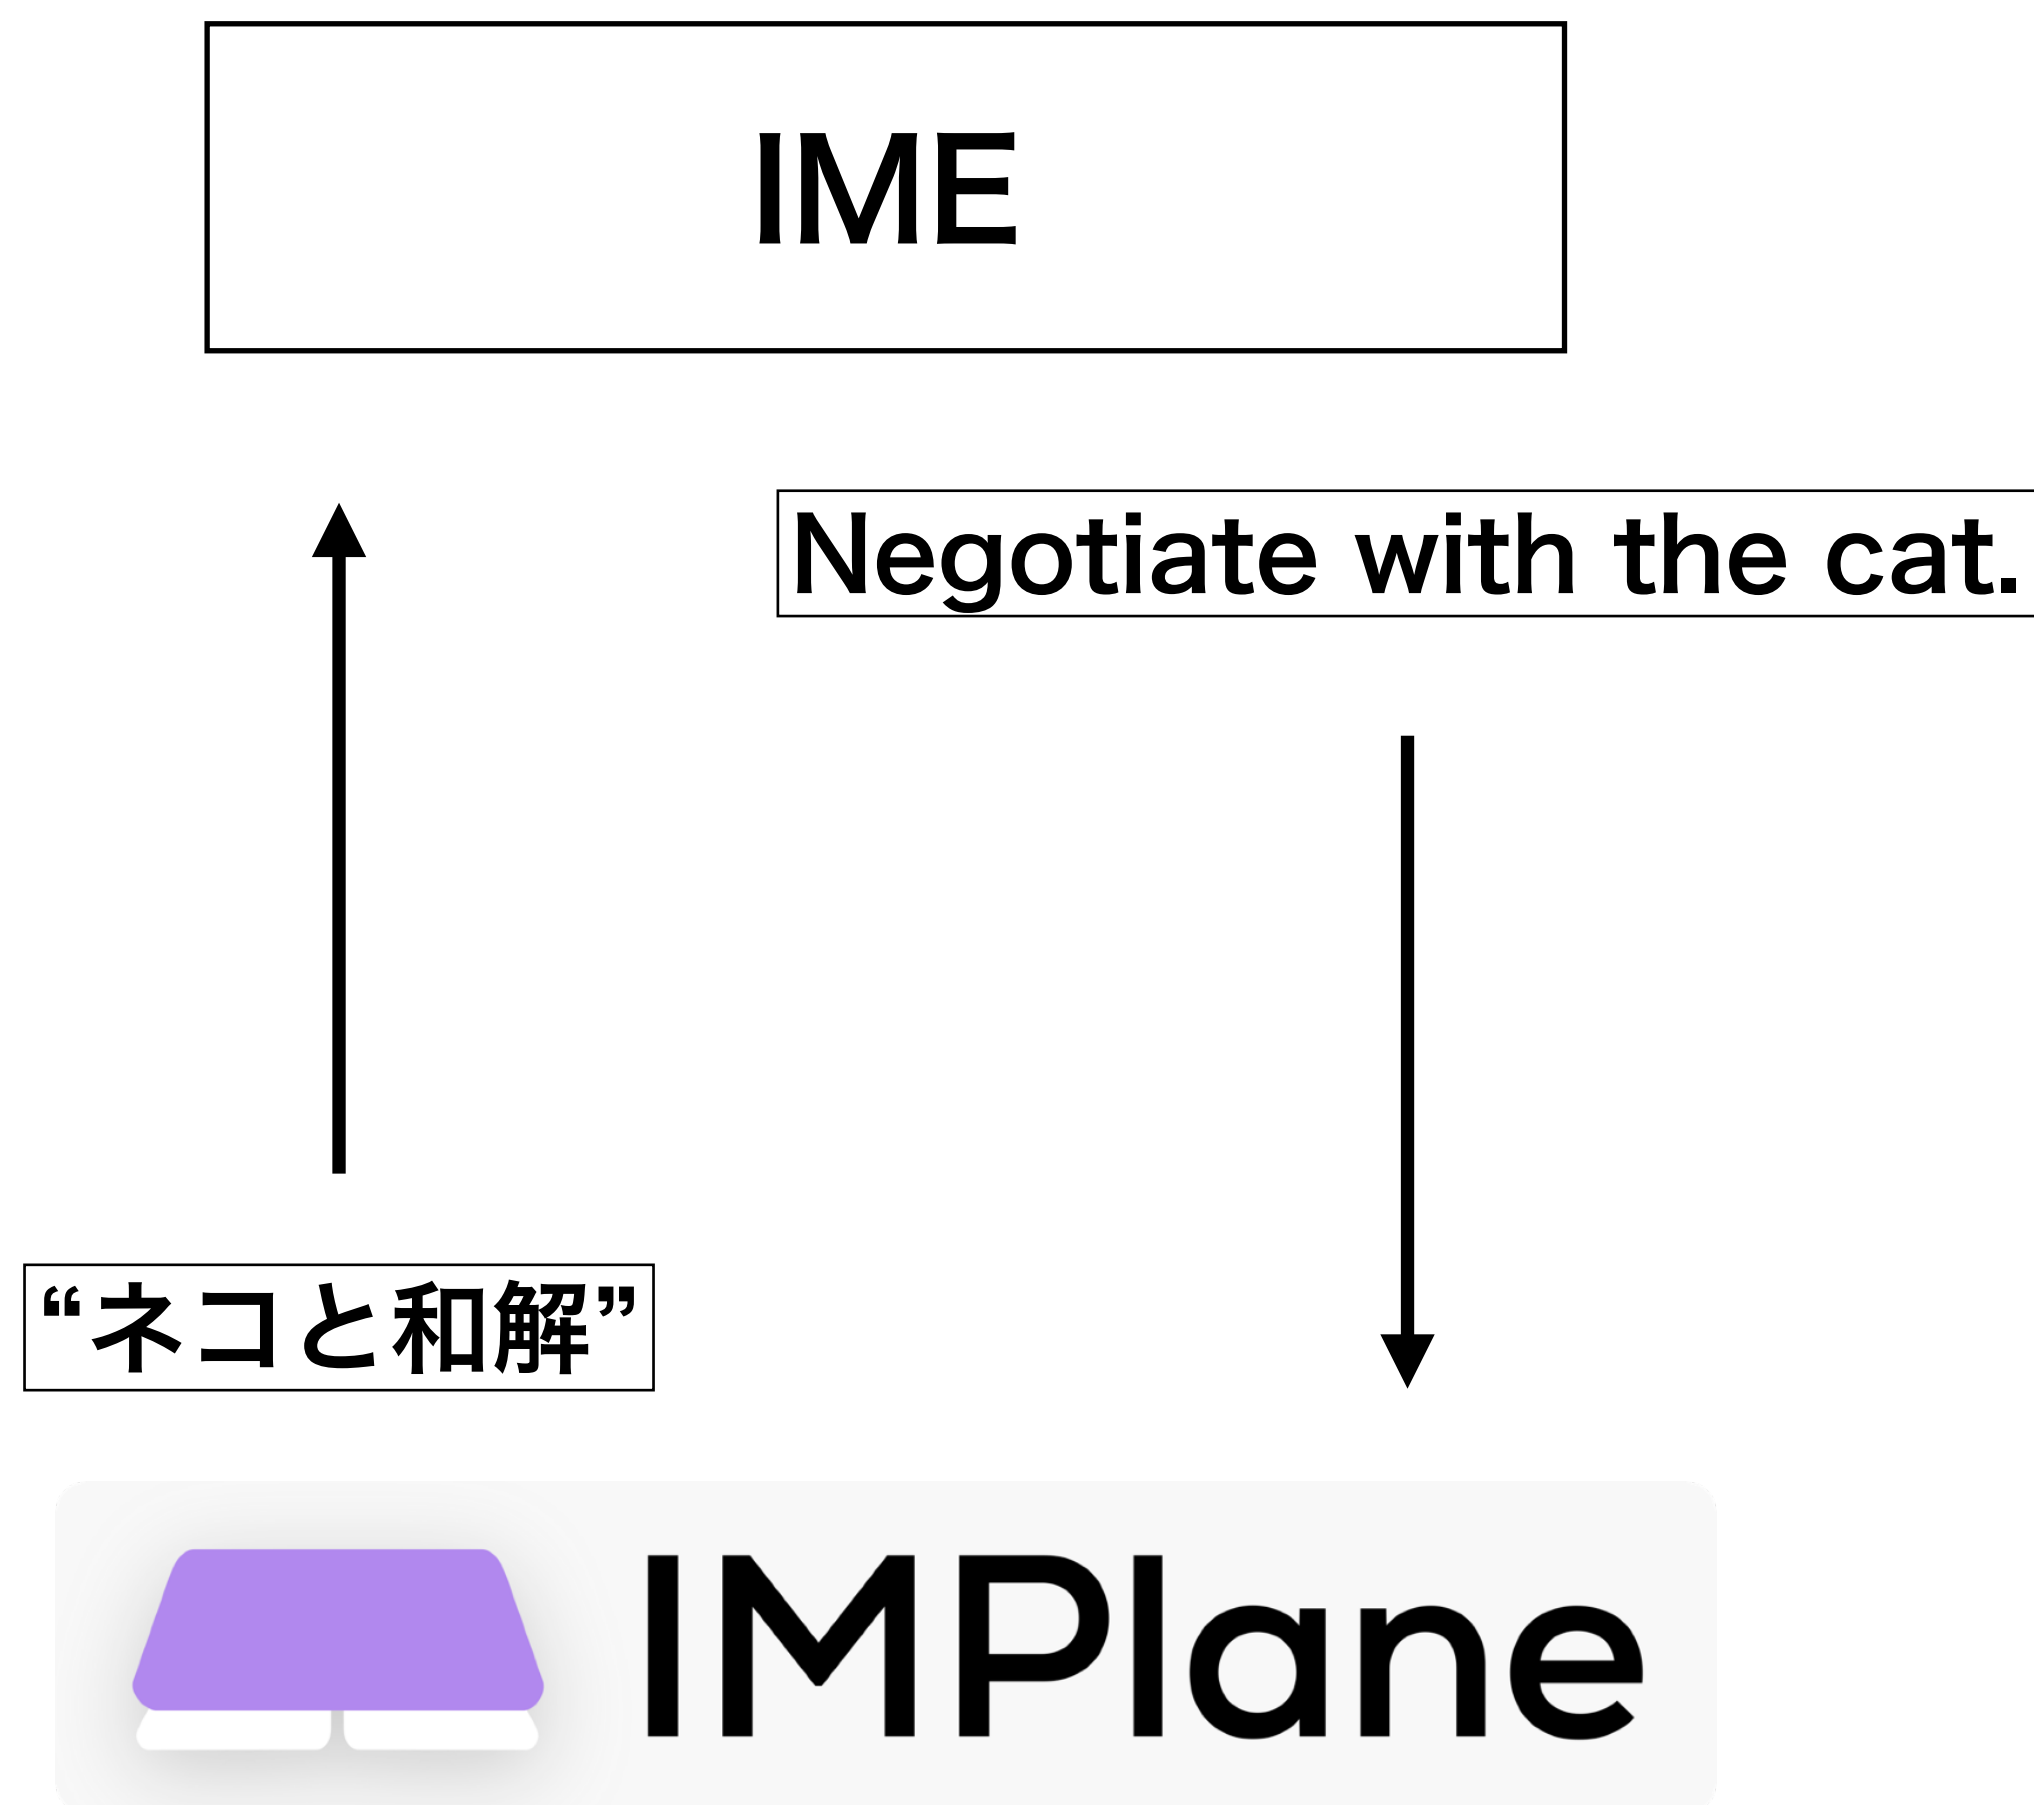 IME
Negotiate with the cat.
“ネコと和解”
IMPlane